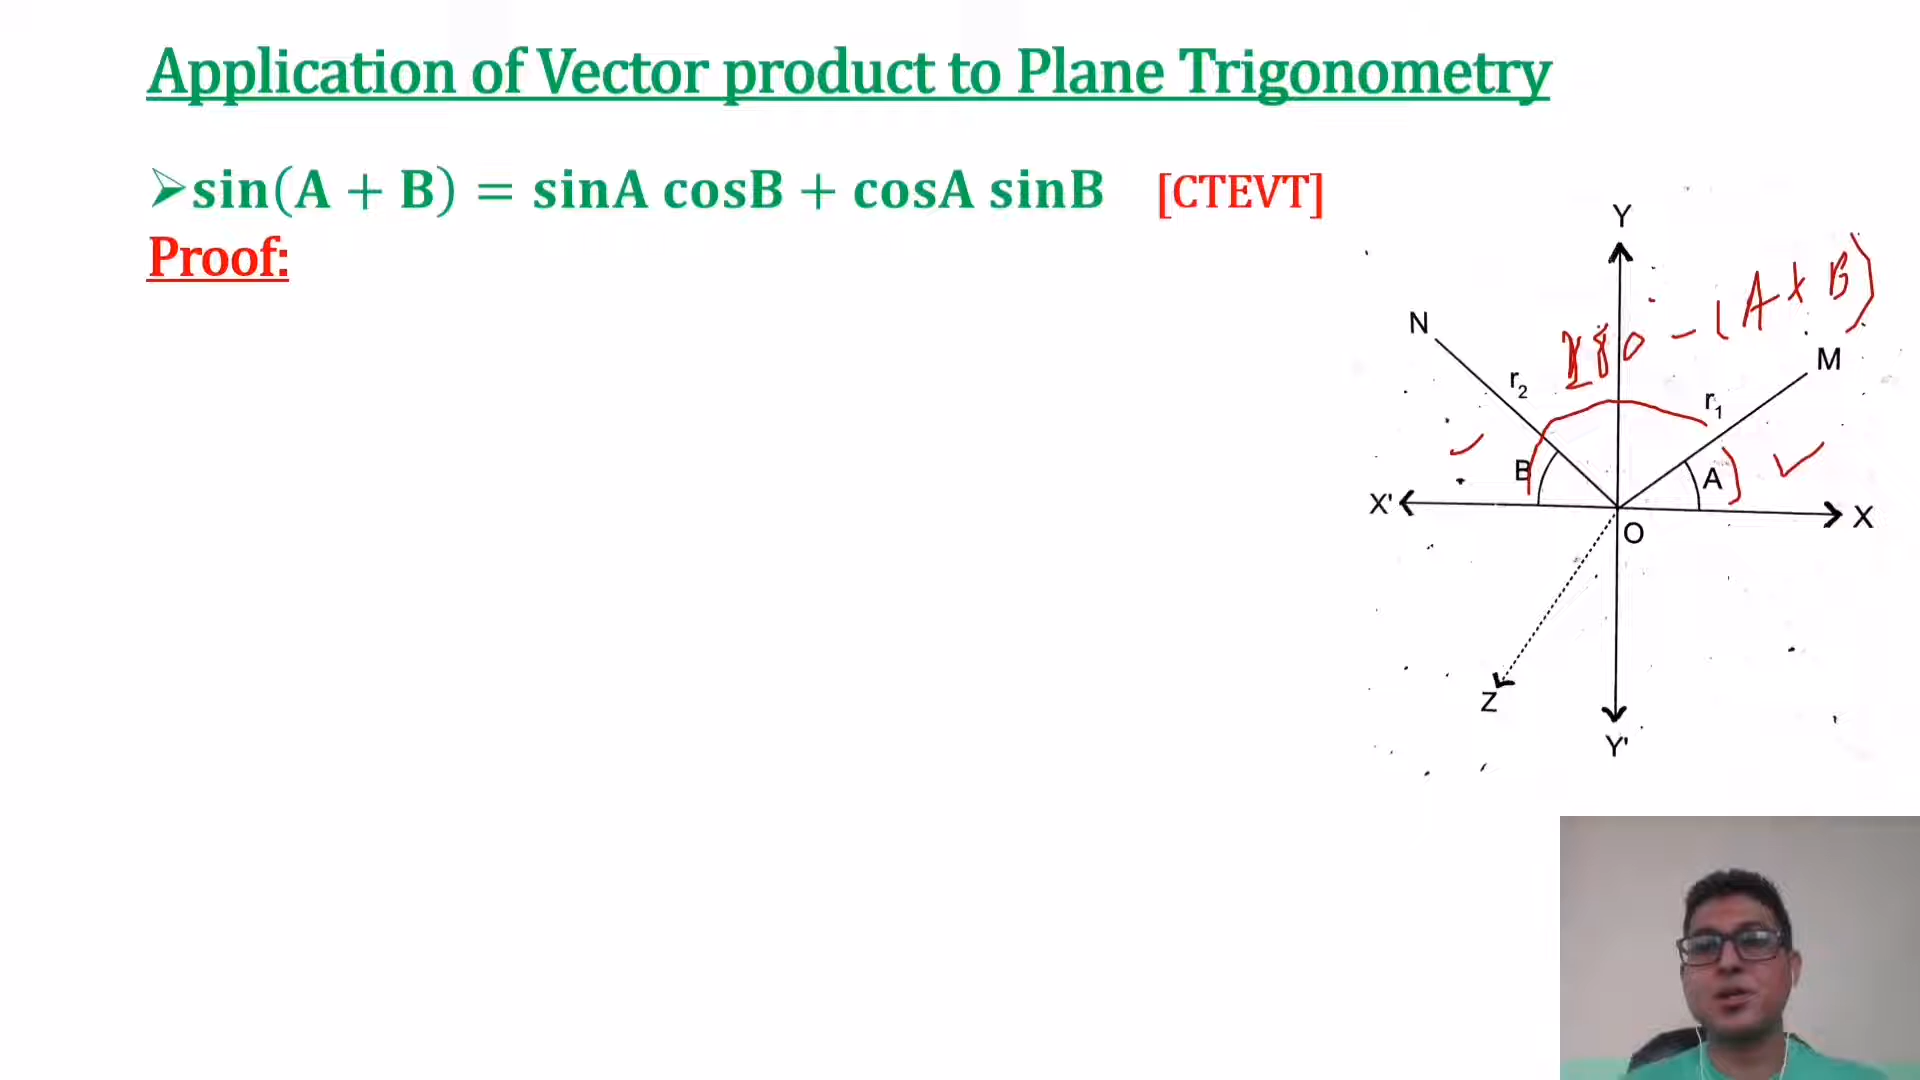 Application of Vector product to Plane Trigonometry
➢sin(A + B) = sinA cosB + cosA sinB [CTEVT]
Proof:
Y
180 - (A + B)
N
M
r₂
r₁
B
A
X'
X
O
Z
Y'